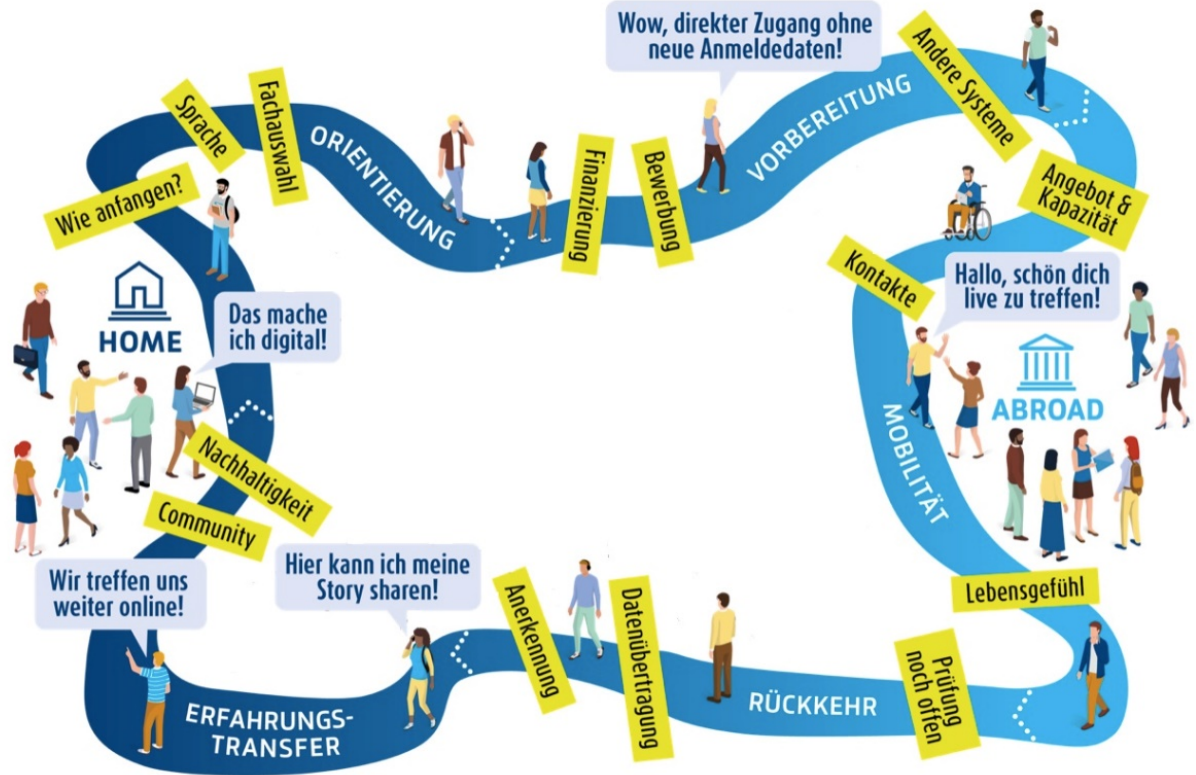 Wow, direkter Zugang ohne
neue Anmeldedaten!
Andere Systeme
Sprache
Fachauswahl
ORIENTIERUNG
Finanzierung
Bewerbung
VORBEREITUNG
Wie anfangen?
Angebot &
Kapazität
Kontakte
Hallo, schön dich
live zu treffen!
HOME
Das mache
ich digital!
ABROAD
MOBILITÄT
Nachhaltigkeit
Community
Wir treffen uns
weiter online!
Hier kann ich meine
Story sharen!
Anerkennung
Datenübertragung
Lebensgefühl
Prüfung
noch offen
RÜCKKEHR
ERFAHRUNGS-
TRANSFER